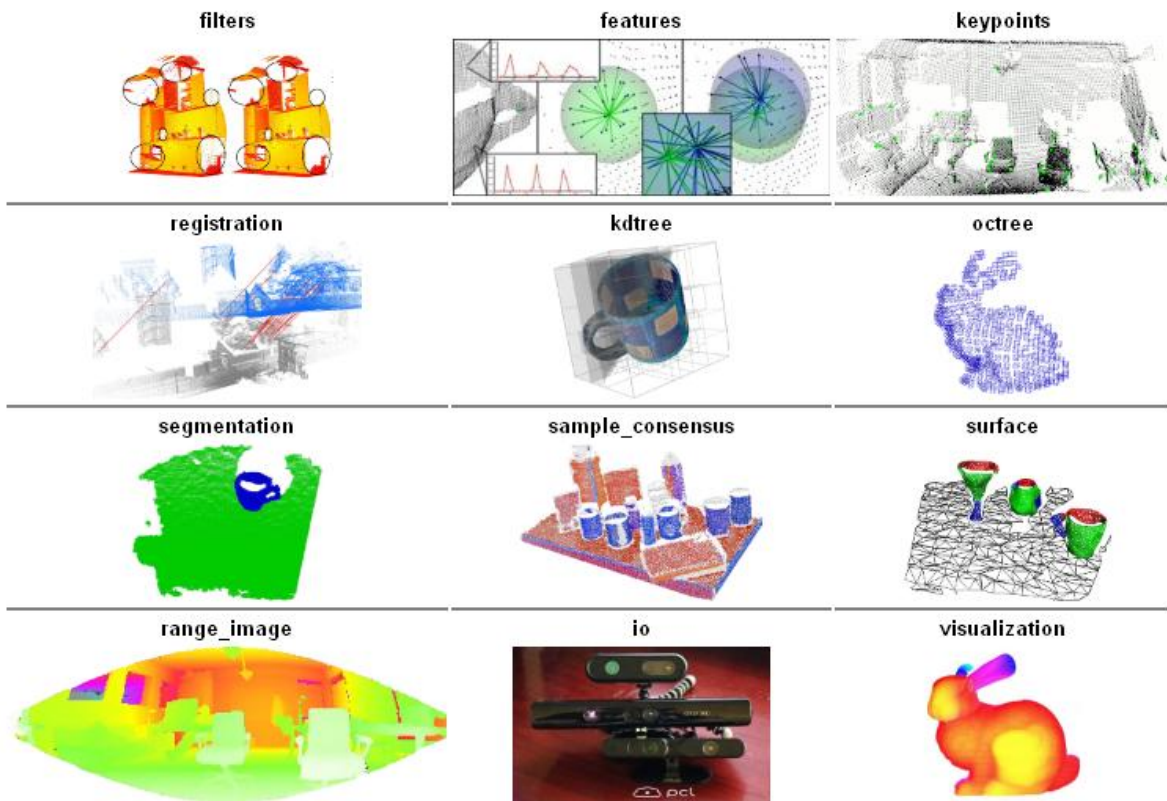 filters
features
keypoints
registration
kdtree
octree
segmentation
sample_consensus
surface
range_image
io
visualization
pcl